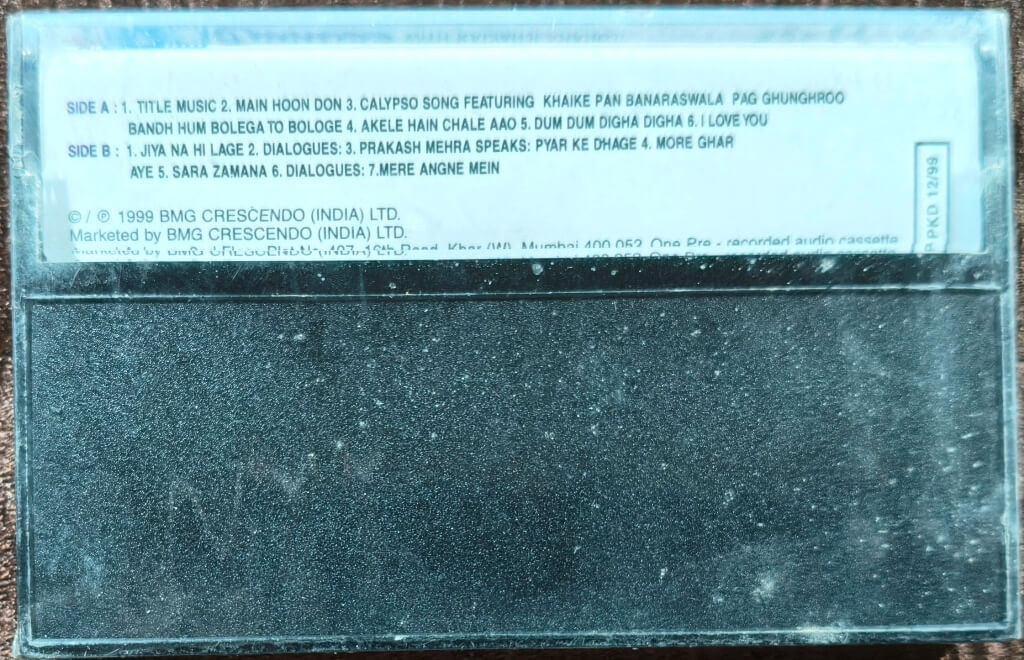 SIDE A : 1. TITLE MUSIC 2. MAIN HOON DON 3. CALYPSO SONG FEATURING KHAIKE PAN BANARASWALA PAG GHUNGHROO
BANDH HUM BOLEGA TO BOLOGE 4. AKELE HAIN CHALE AAO 5. DUM DUM DIGHA DIGHA 6. I LOVE YOU
SIDE B : 1. JIYA NA HI LAGE 2. DIALOGUES: 3. PRAKASH MEHRA SPEAKS: PYAR KE DHAGE 4. MORE GHAR
AYE 5. SARA ZAMANA 6. DIALOGUES: 7.MERE ANGNE MEIN
PKD 12/99
© / ℗ 1999 BMG CRESCENDO (INDIA) LTD.
Marketed by BMG CRESCENDO (INDIA) LTD.
Road, Khar (W), Mumbai 400 052. One Pre - recorded audio cassette